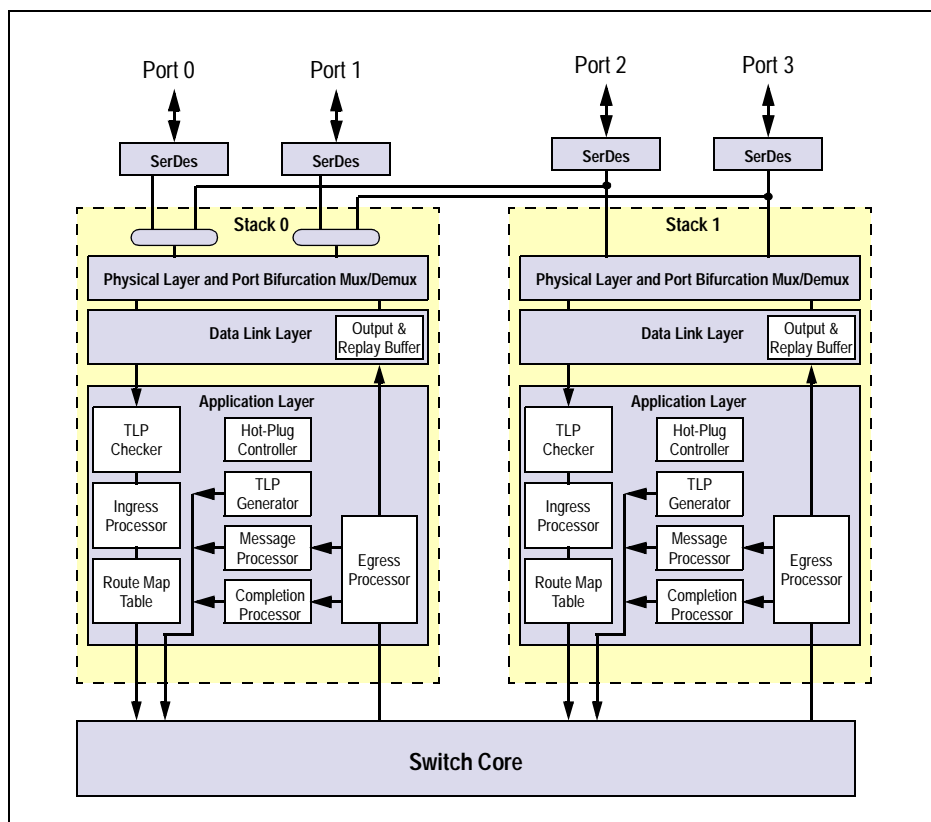 Port 0
Port 1
Port 2
Port 3
SerDes
SerDes
SerDes
SerDes
Stack 0
Stack 1
Physical Layer and Port Bifurcation Mux/Demux
Physical Layer and Port Bifurcation Mux/Demux
Data Link Layer
Output &
Replay Buffer
Data Link Layer
Output &
Replay Buffer
Application Layer
TLP
Checker
Hot-Plug
Controller
Ingress
Processor
TLP
Generator
Message
Processor
Egress
Processor
Route Map
Table
Completion
Processor
Application Layer
TLP
Checker
Hot-Plug
Controller
Ingress
Processor
TLP
Generator
Message
Processor
Egress
Processor
Route Map
Table
Completion
Processor
Switch Core